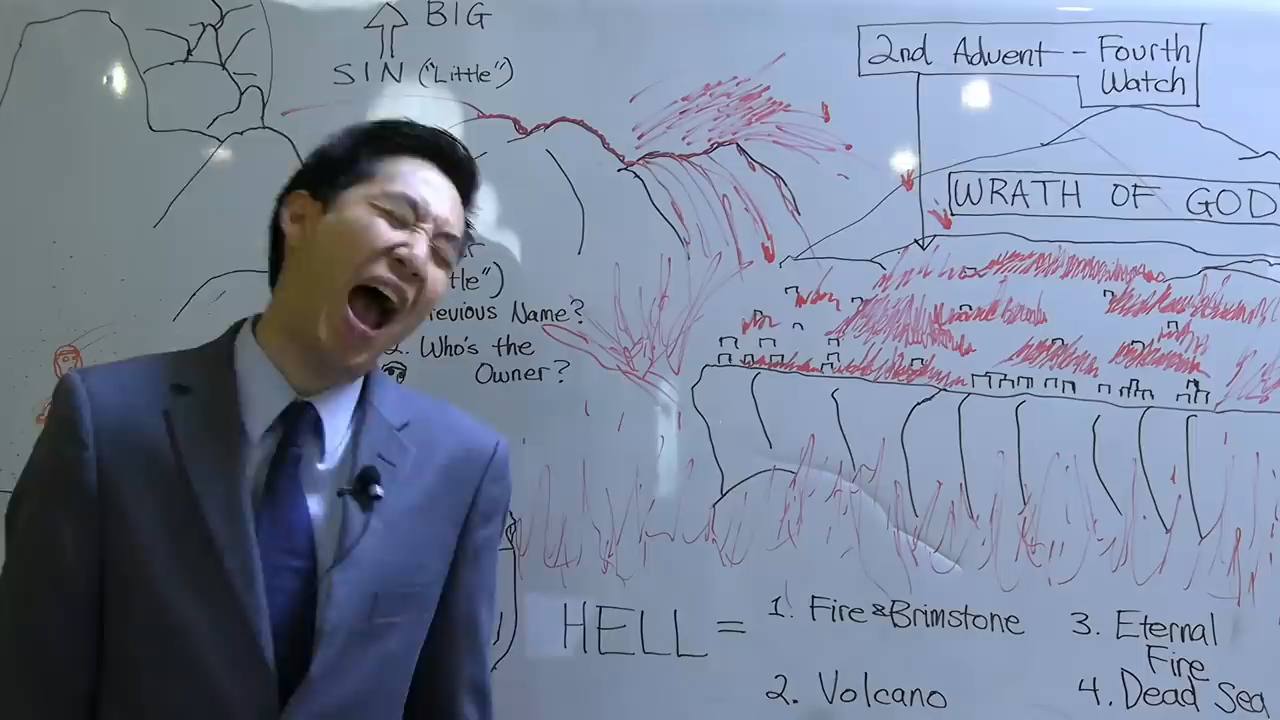 BIG
SIN ("Little")
2nd Advent - Fourth
Watch
WRATH OF GOD
tle")
evious Name?
2. Who's the
Owner?
HELL =
1. Fire & Brimstone
2. Volcano
3. Eternal
Fire
4. Dead Sea